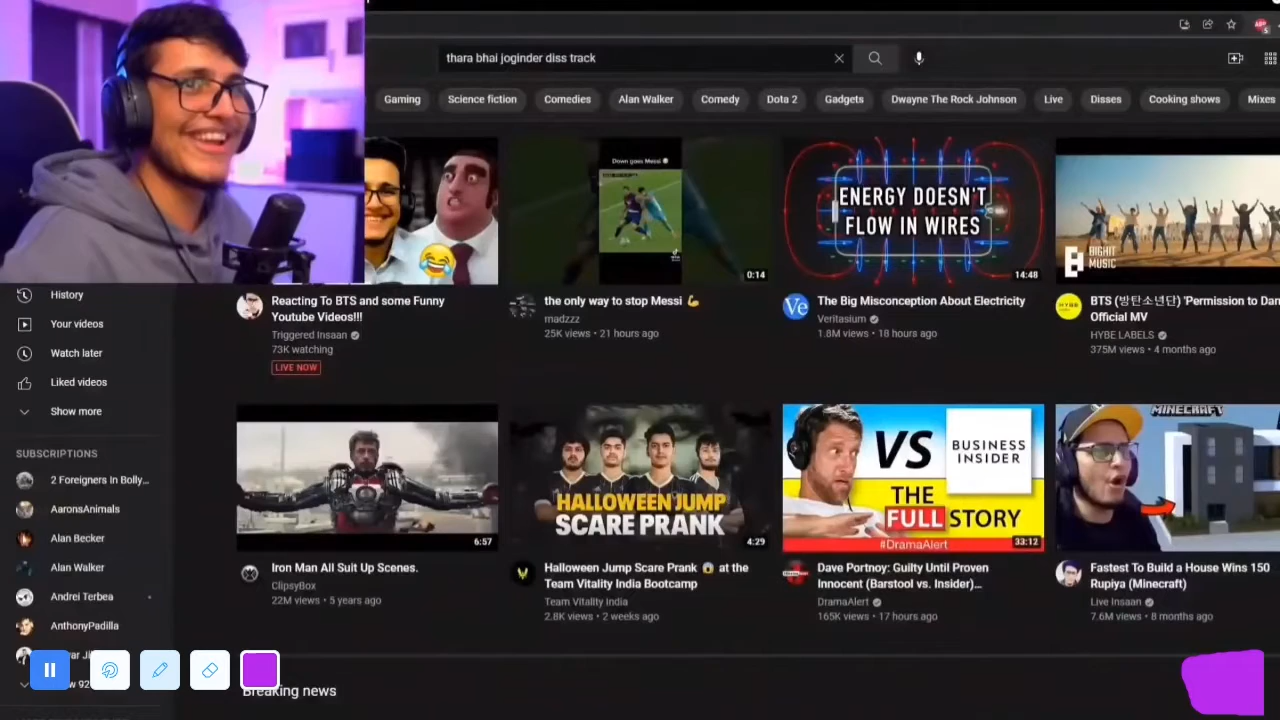 thara bhai joginder diss track
Gaming
Science fiction
Comedies
Alan Walker
Comedy
Dota 2
Gadgets
Dwayne The Rock Johnson
Live
Disses
Cooking shows
Mixes
Down goes Messi
0:14
ENERGY DOESN'T
FLOW IN WIRES
14:48
BIGHIT
MUSIC
History
Your videos
Watch later
Liked videos
Show more
Reacting To BTS and some Funny
Youtube Videos!!!
Triggered Insaan
73K watching
LIVE NOW
the only way to stop Messi 💪
madzzz
25K views • 21 hours ago
Ve
The Big Misconception About Electricity
Veritasium
1.8M views • 18 hours ago
HYBE
BTS (방탄소년단) 'Permission to Dan
Official MV
HYBE LABELS
375M views • 4 months ago
SUBSCRIPTIONS
2 Foreigners In Bolly...
AaronsAnimals
Alan Becker
Alan Walker
Andrei Terbea
AnthonyPadilla
6:57
HALLOWEEN JUMP
SCARE PRANK
4:29
VS
BUSINESS
INSIDER
THE
FULL STORY
#DramaAlert
33:12
MINECRAFT
Iron Man All Suit Up Scenes.
ClipsyBox
22M views • 5 years ago
Halloween Jump Scare Prank 😱 at the
Team Vitality India Bootcamp
Team Vitality India
2.8K views • 2 weeks ago
Dave Portnoy: Guilty Until Proven
Innocent (Barstool vs. Insider)...
DramaAlert
165K views • 17 hours ago
Fastest To Build a House Wins 150
Rupiya (Minecraft)
Live Insaan
7.6M views • 8 months ago
Breaking news